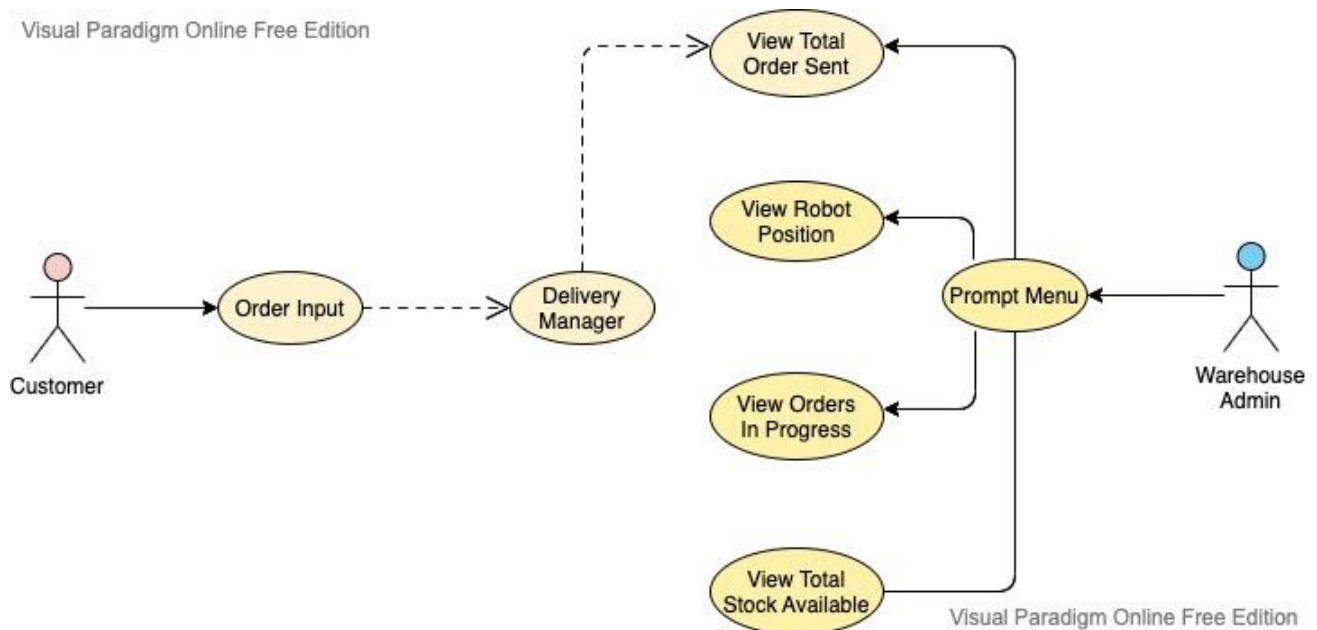 Visual Paradigm Online Free Edition
View Total
Order Sent
View Robot
Position
Customer
Order Input
Delivery
Manager
Prompt Menu
Warehouse
Admin
View Orders
In Progress
View Total
Stock Available
Visual Paradigm Online Free Edition